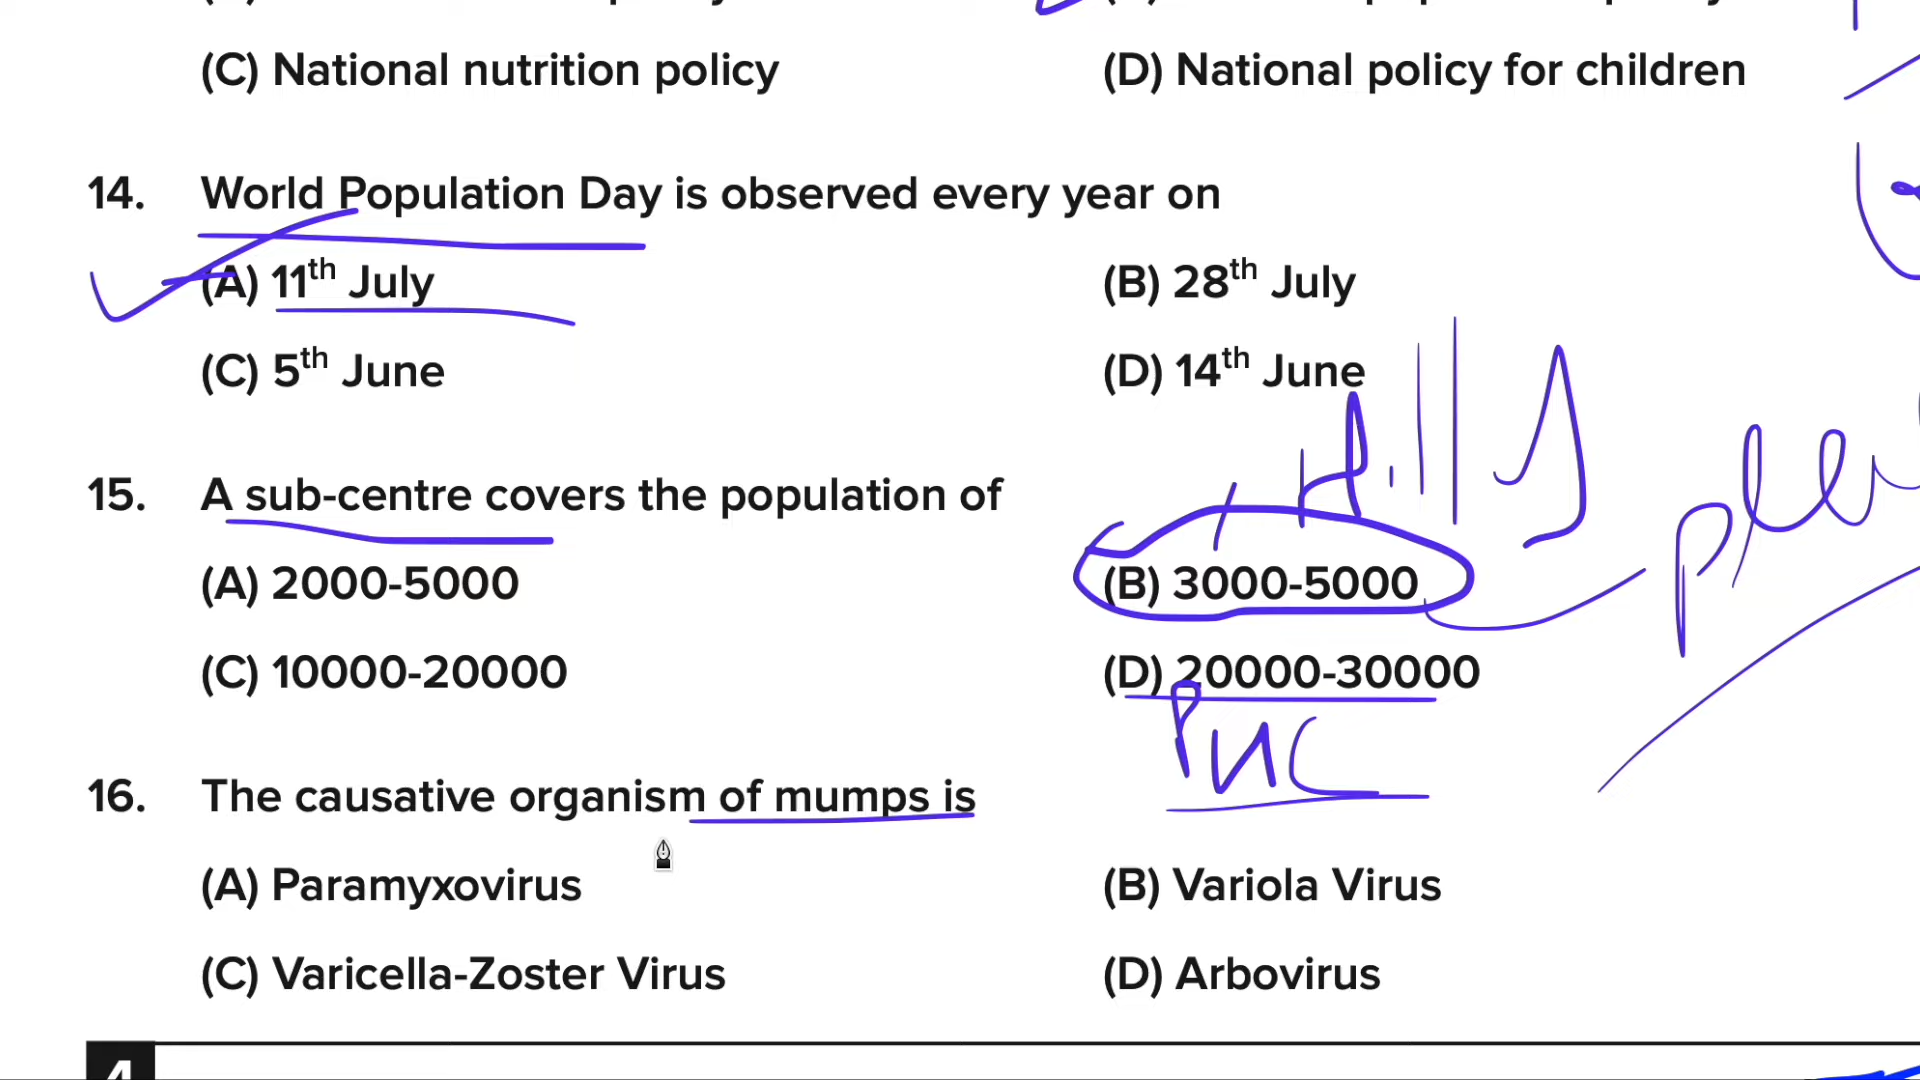 (C) National nutrition policy (D) National policy for children
14. World Population Day is observed every year on
(A) 11th July (B) 28th July
(C) 5th June (D) 14th June
Hilly
15. A sub-centre covers the population of
(A) 2000-5000 (B) 3000-5000
(C) 10000-20000 (D) 20000-30000
PHC
16. The causative organism of mumps is
(A) Paramyxovirus (B) Variola Virus
(C) Varicella-Zoster Virus (D) Arbovirus
4